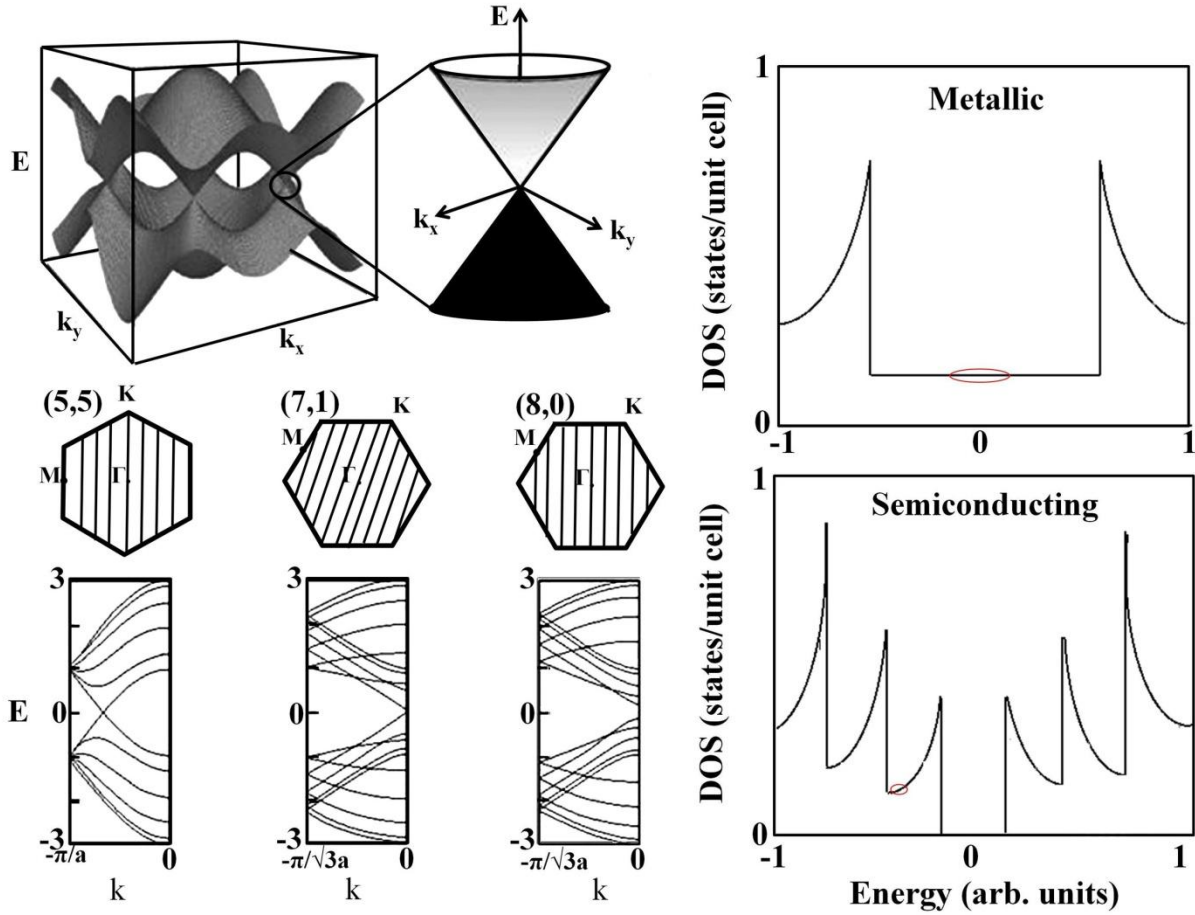 E
k_x
k_y
E
k_x
k_y
(5,5)
K
M
Γ
(7,1)
K
M
Γ
(8,0)
K
M
Γ
E
3
0
-3
-π/a
0
k
3
0
-3
-π/√3a
0
k
3
0
-3
-π/√3a
0
k
DOS (states/unit cell)
1
Metallic
0
-1
0
1
DOS (states/unit cell)
1
Semiconducting
0
-1
0
1
Energy (arb. units)